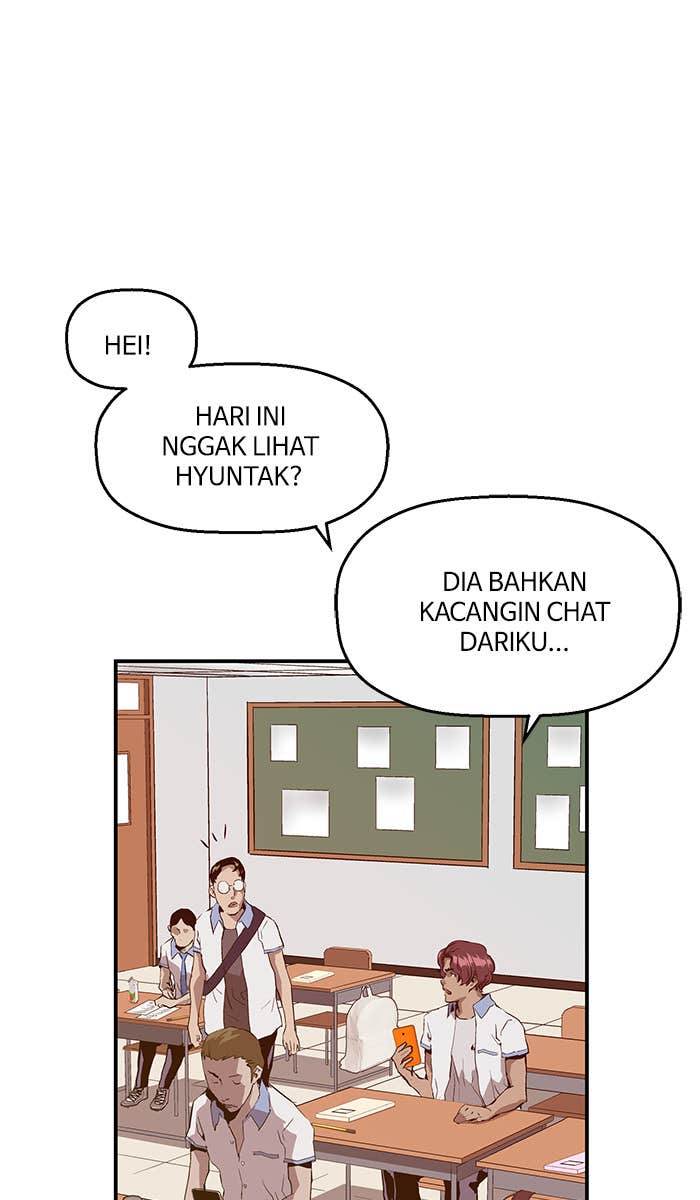 HEI!
HARI INI
NGGAK LIHAT
HYUNTAK?
DIA BAHKAN
KACANGIN CHAT
DARIKU...